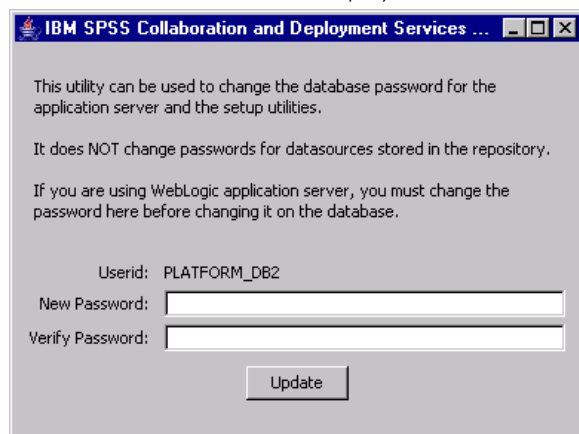 IBM SPSS Collaboration and Deployment Services ...
This utility can be used to change the database password for the
application server and the setup utilities.
It does NOT change passwords for datasources stored in the repository.
If you are using WebLogic application server, you must change the
password here before changing it on the database.
Userid: PLATFORM_DB2
New Password:
Verify Password:
Update